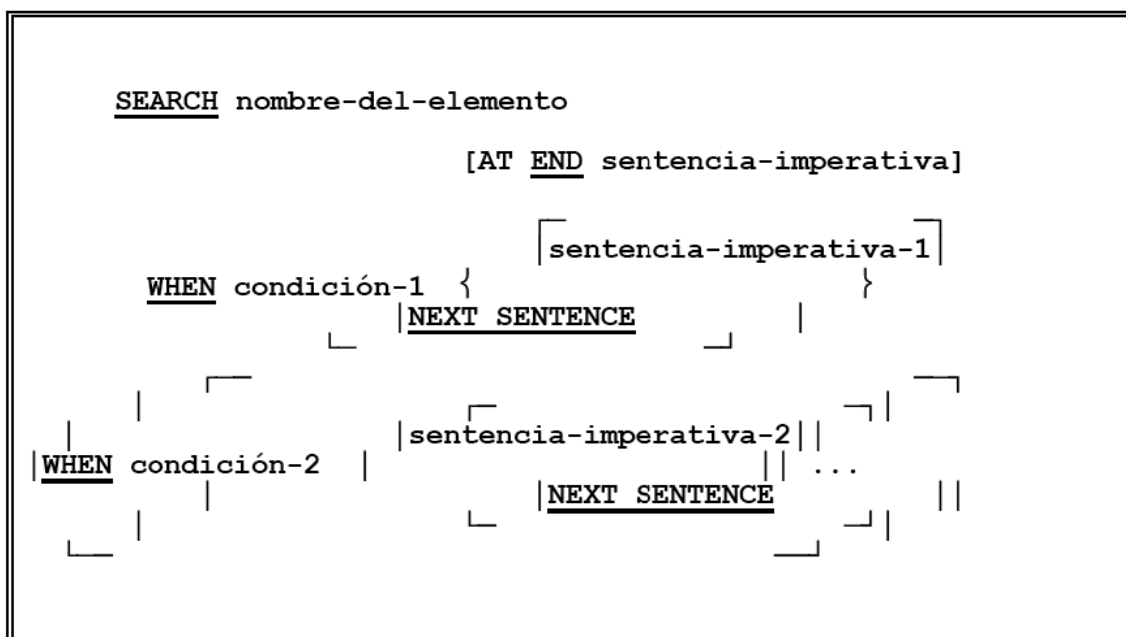 SEARCH nombre-del-elemento
[AT END sentencia-imperativa]
sentencia-imperativa-1
WHEN condición-1 { }
|NEXT SENTENCE |
|sentencia-imperativa-2||
|WHEN condición-2 | || ...
|NEXT SENTENCE ||